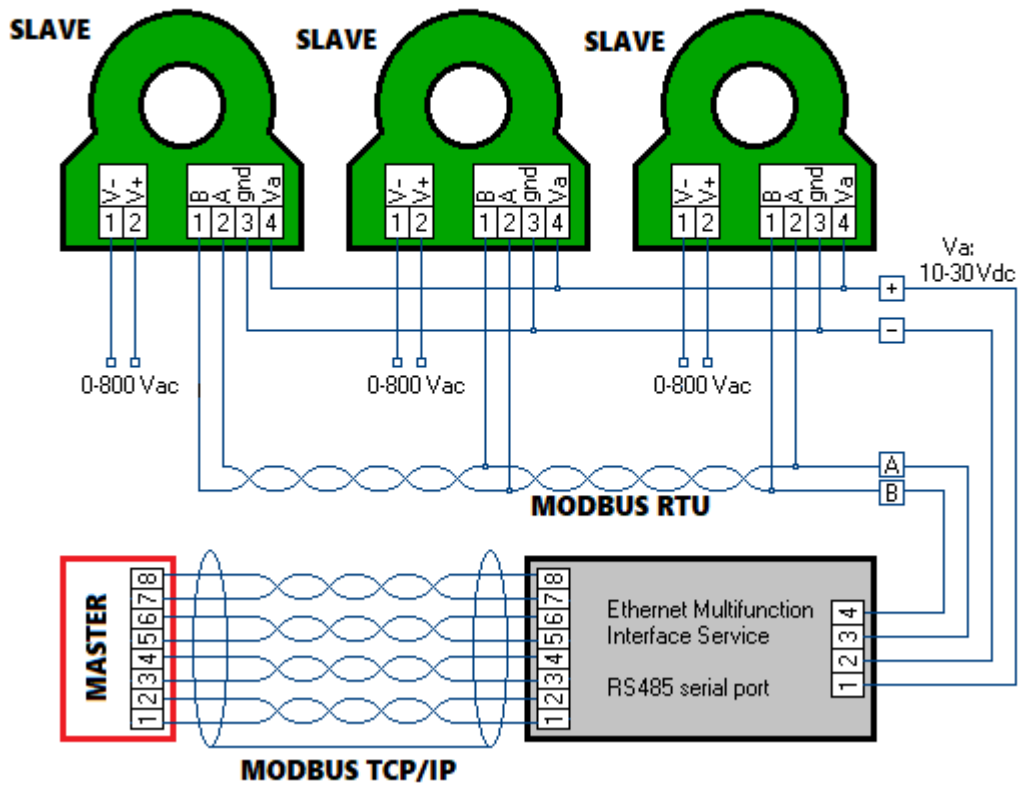 SLAVE
SLAVE
SLAVE
V- V+ B A gnd Va
1 2 1 2 3 4
V- V+ B A gnd Va
1 2 1 2 3 4
V- V+ B A gnd Va
1 2 1 2 3 4
Va:
10-30Vdc
+
−
0-800 Vac
0-800 Vac
0-800 Vac
A
B
MODBUS RTU
MASTER
8
7
6
5
4
3
2
1
8
7
6
5
4
3
2
1
Ethernet Multifunction
Interface Service
RS485 serial port
4
3
2
1
MODBUS TCP/IP